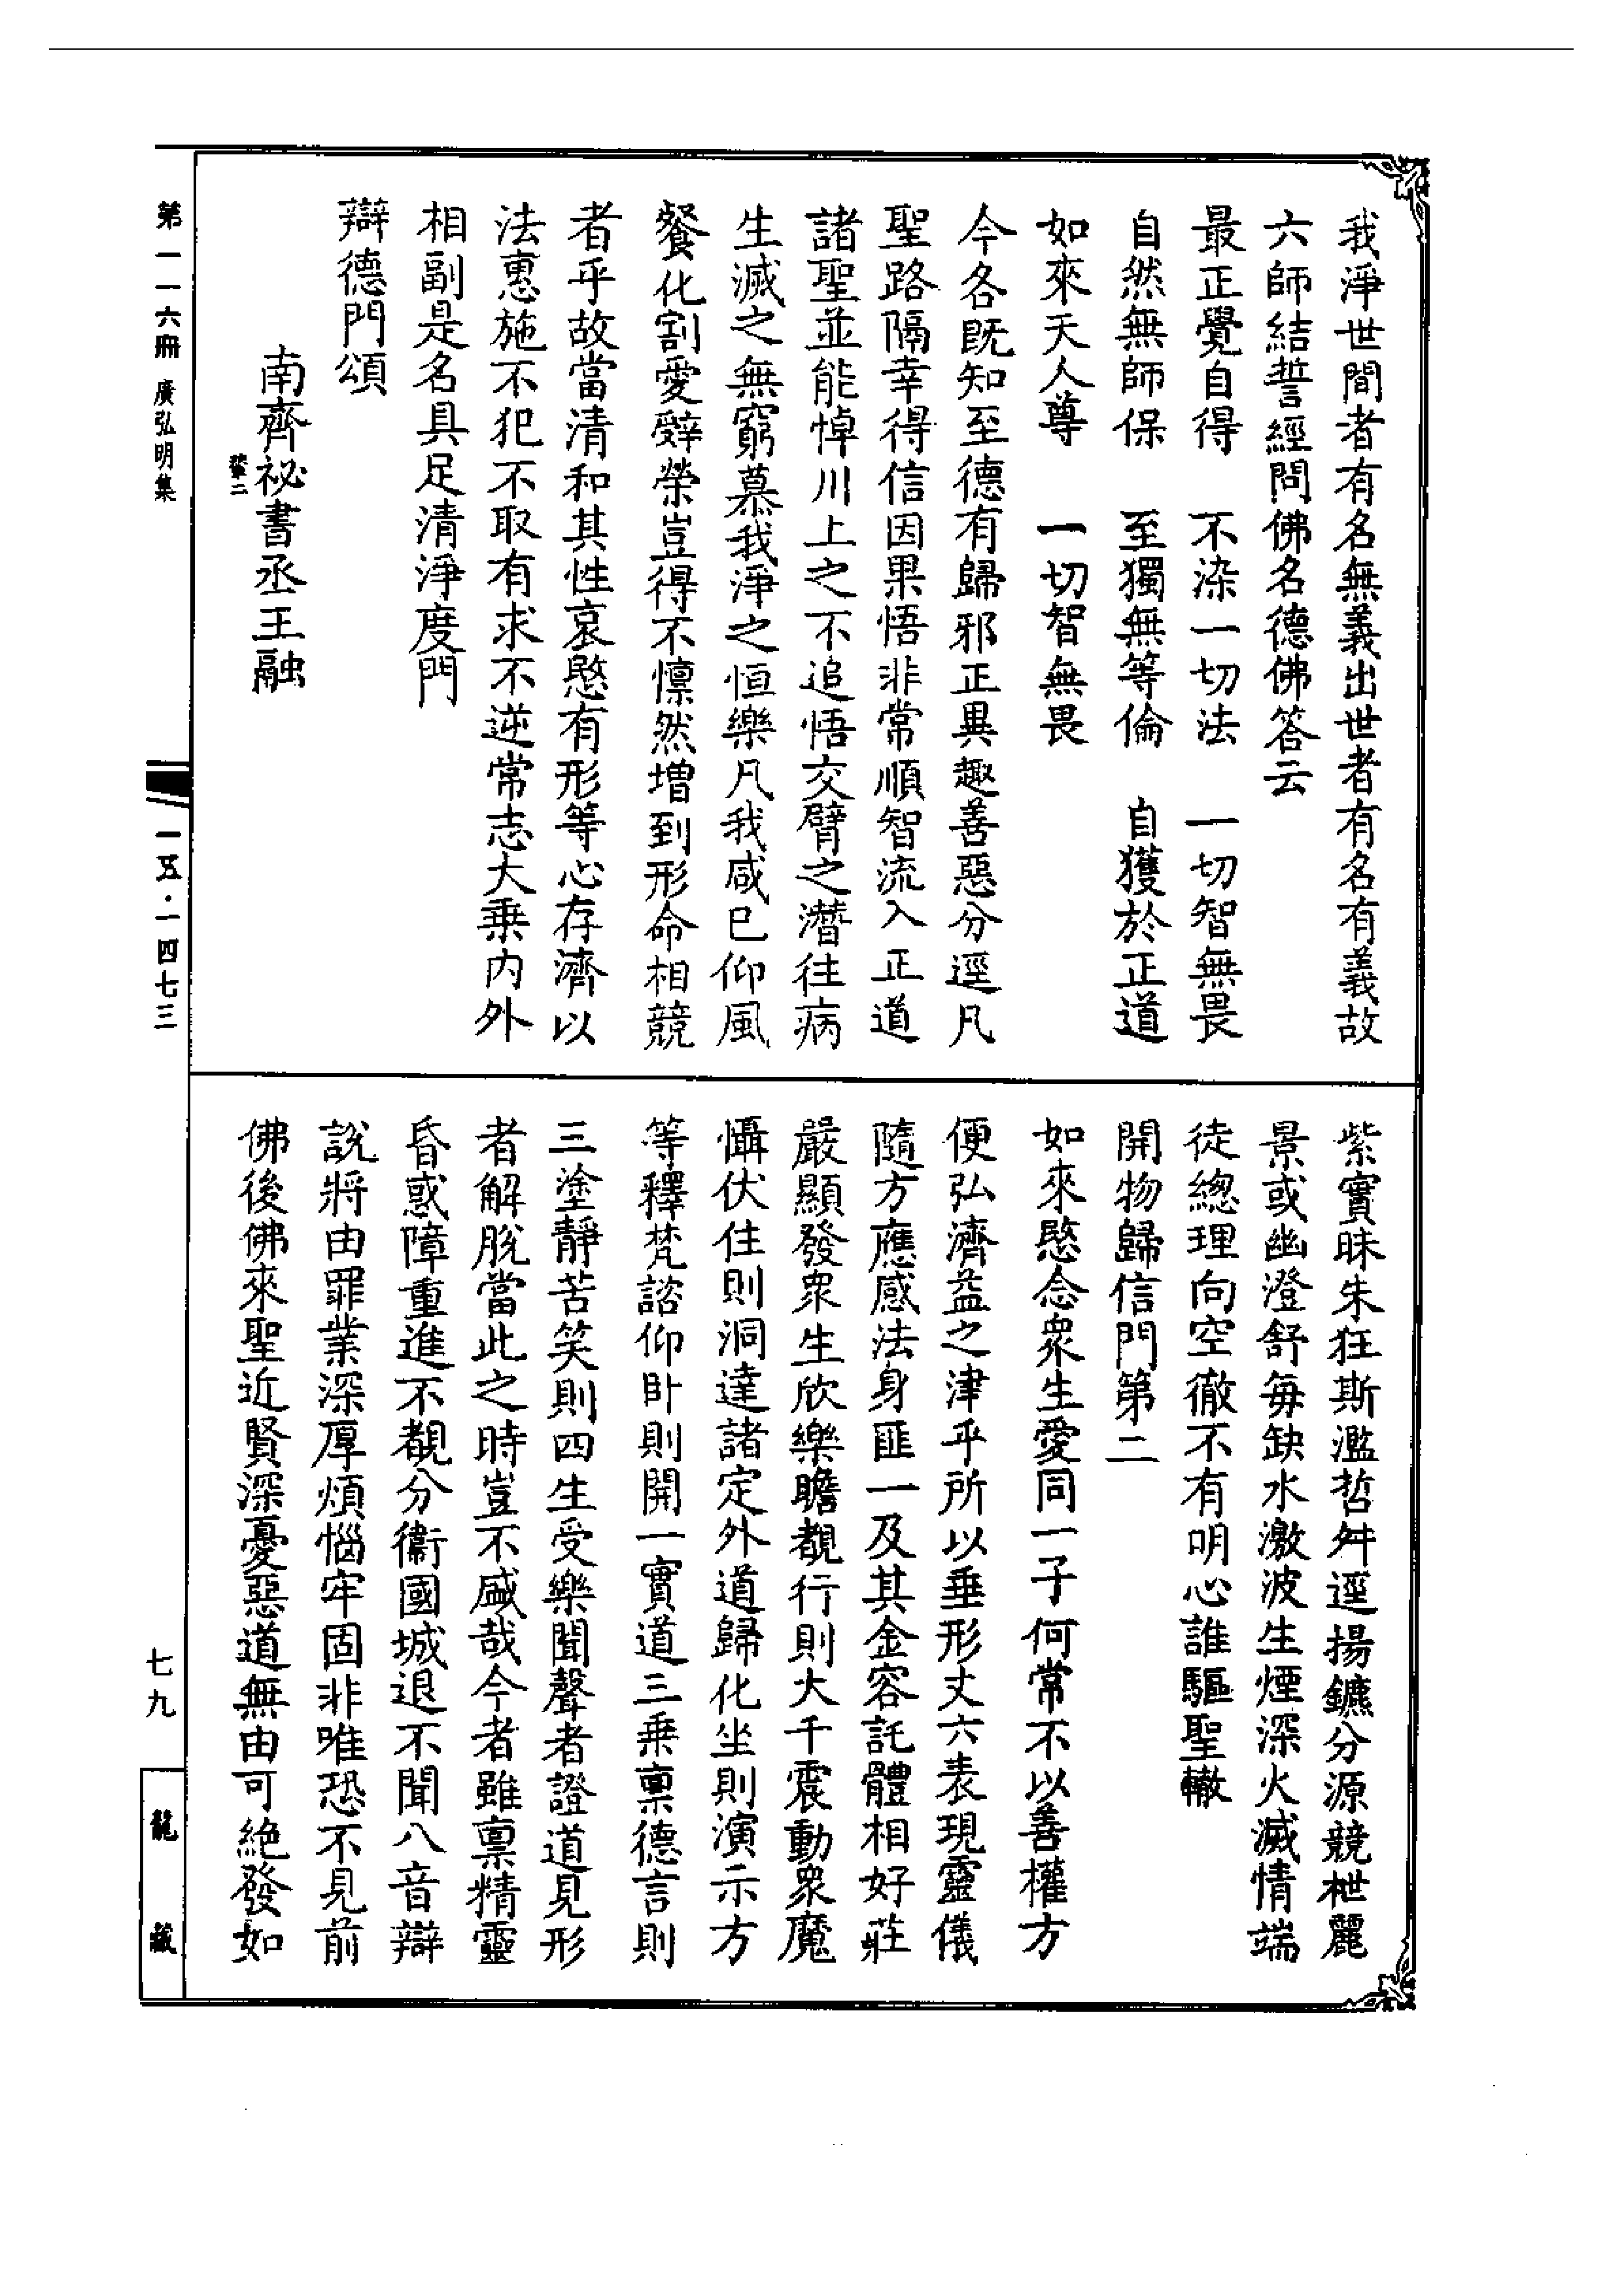 我淨世間者有名無義出世者有名有義故
六師結誓經問佛名德佛答云
最正覺自得　不染一切法　一切智無畏
自然無師保　至獨無等倫　自獲於正道
如來天人尊　一切智無畏
今各既知至德有歸邪正異趣善惡分逕凡
聖路隔幸得信因果悟非常順智流入正道
諸聖並能悼川上之不追悟交臂之潛往病
生滅之無窮慕我淨之恒樂凡我咸已仰風
餐化割愛辭榮豈得不懍然增到形命相競
者乎故當清和其性哀愍有形等心存濟以
法惠施不犯不取有求不逆常志大乘內外
相副是名具足清淨度門
辯德門頌
南齊祕書丞王融
紫實昧朱狂斯濫哲舛逕揚鑣分源競枻麗
景或幽澄舒每缺水激波生煙深火滅情端
徒總理向空徹不有明心誰驅聖轍
開物歸信門第二
如來愍念衆生愛同一子何常不以善權方
便弘濟益之津乎所以垂形丈六表現靈儀
隨方應感法身匪一及其金容託體相好莊
嚴顯發衆生欣樂瞻覩行則大千震動衆魔
懾伏住則洞達諸定外道歸化坐則演示方
等釋梵諮仰卧則開一實道三乘稟德言則
三塗靜苦笑則四生受樂聞聲者證道見形
者解脫當此之時豈不盛哉今者雖稟精靈
昏惑障重進不覩分衞國城退不聞八音辯
說將由罪業深厚煩惱牢固非唯恐不見前
佛後佛來聖近賢深憂惡道無由可絕發如
第一一六冊　廣弘明集
一五·一四七三
七九
龍藏